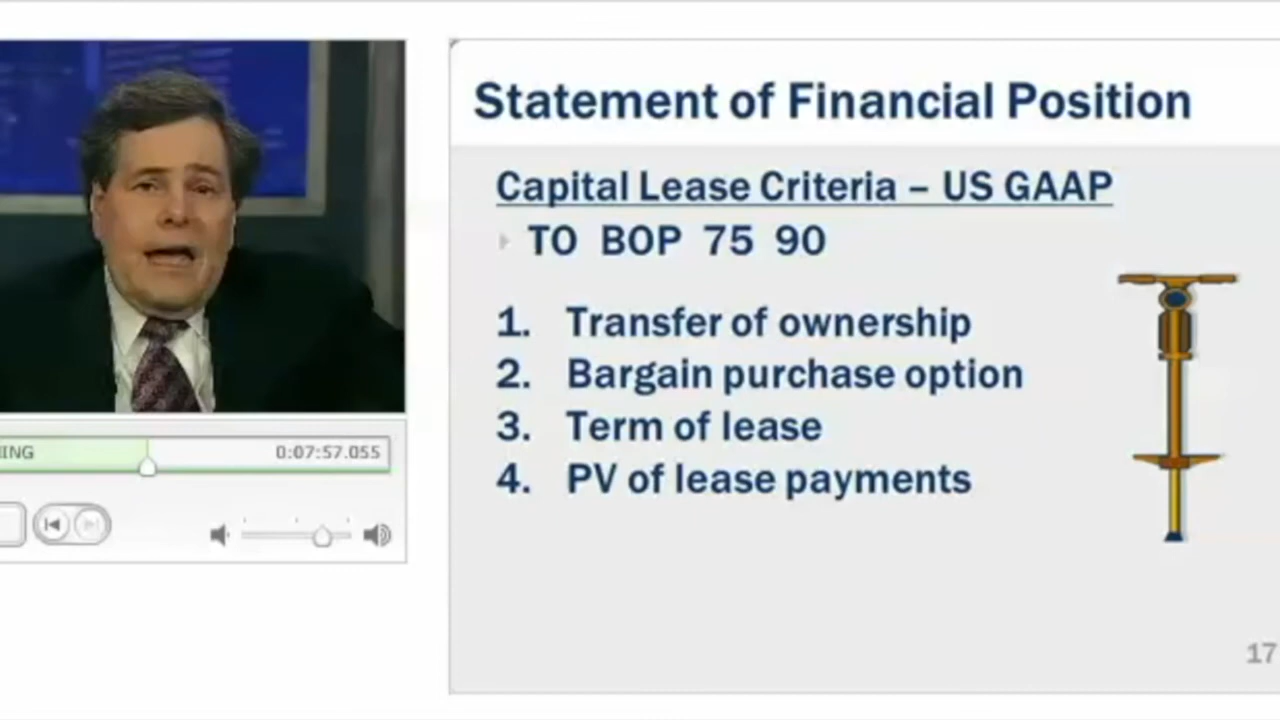 Statement of Financial Position
Capital Lease Criteria – US GAAP
TO BOP 75 90
1. Transfer of ownership
2. Bargain purchase option
3. Term of lease
4. PV of lease payments
0:07:57.055
17